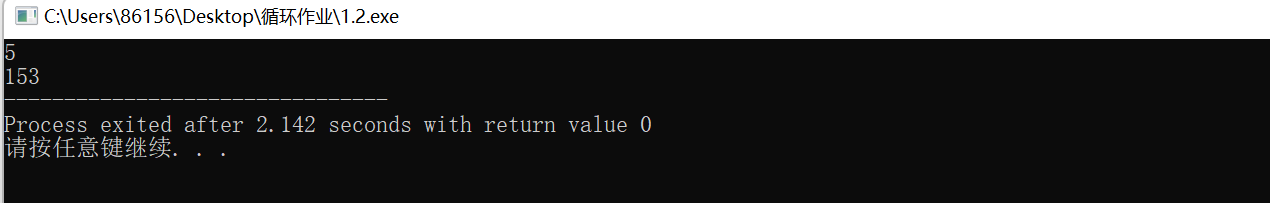 C:\Users\86156\Desktop\循环作业\1.2.exe
5
153
--------------------------------
Process exited after 2.142 seconds with return value 0
请按任意键继续. . .